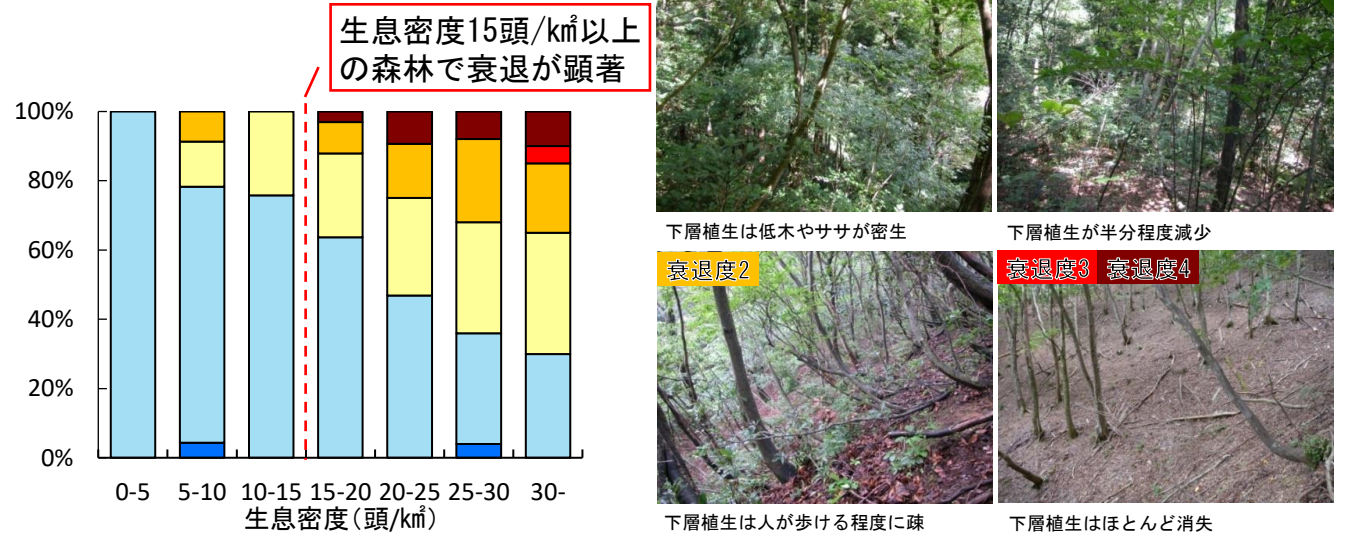 生息密度15頭/㎢以上
の森林で衰退が顕著
100%
80%
60%
40%
20%
0%
0-5 5-10 10-15 15-20 20-25 25-30 30-
生息密度(頭/㎢)
下層植生は低木やササが密生
下層植生が半分程度減少
衰退度2
衰退度3 衰退度4
下層植生は人が歩ける程度に疎
下層植生はほとんど消失